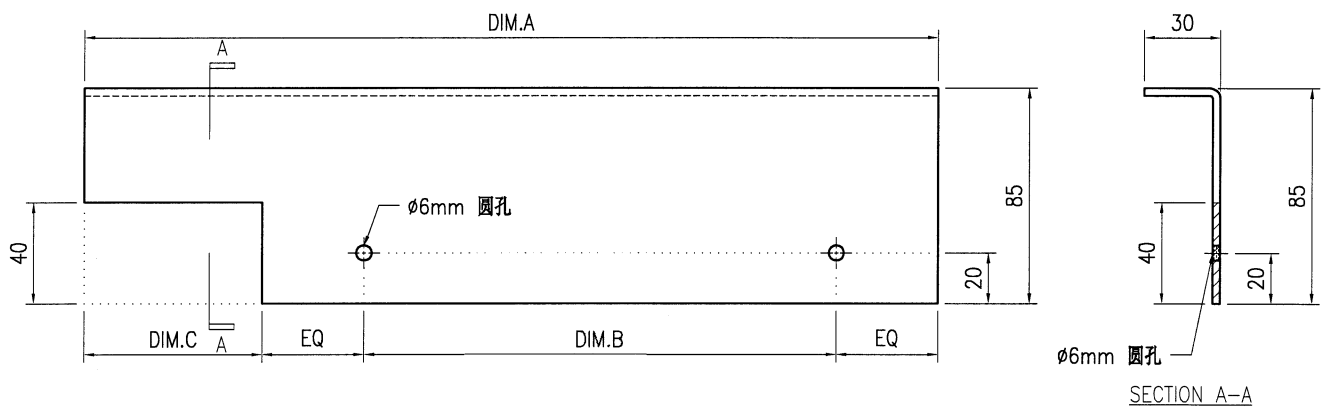 DIM.A
30
A
ø6mm 圆孔
85
85
40
40
20
20
DIM.C
A
EQ
DIM.B
EQ
ø6mm 圆孔
SECTION A-A